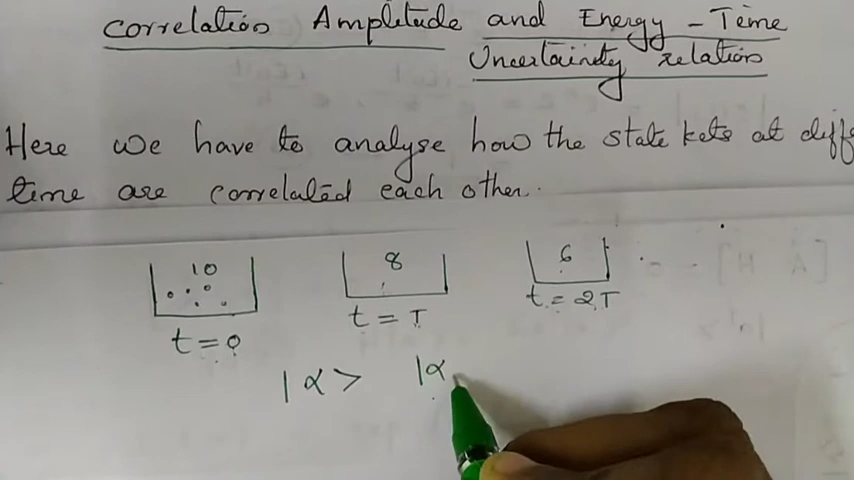 Correlation Amplitude and Energy - Time
Uncertainity relation
Here we have to analyse how the state kets at diff
time are correlated each other.
10 8 6
t = 0 t = T t = 2T
|α> |α